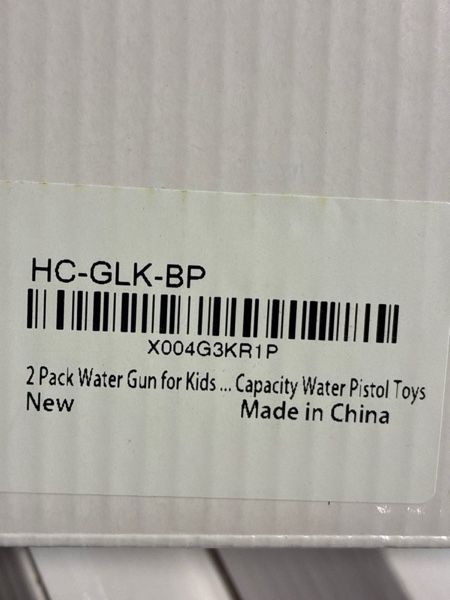 HC-GLK-BP
X004G3KR1P
2 Pack Water Gun for Kids ... Capacity Water Pistol Toys
New Made in China